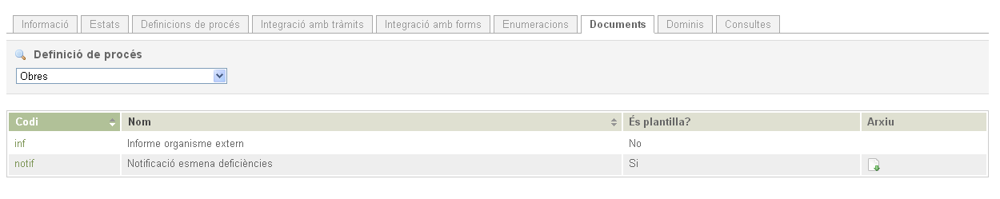 Informació Estats Definicions de procés Integració amb tràmits Integració amb forms Enumeracions Documents Dominis Consultes
Definició de procés
Obres
Codi Nom És plantilla? Arxiu
inf Informe organisme extern No
notif Notificació esmena deficiències Si